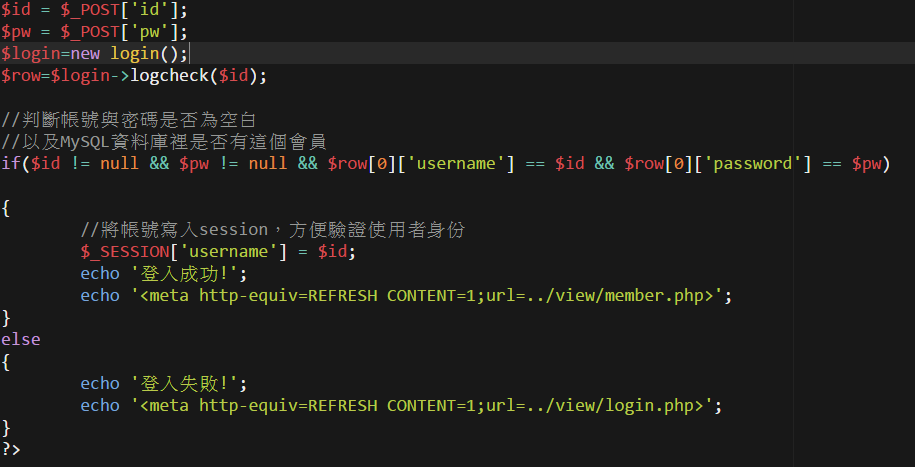 $id = $_POST['id'];
$pw = $_POST['pw'];
$login=new login();
$row=$login->logcheck($id);
//判斷帳號與密碼是否為空白
//以及MySQL資料庫裡是否有這個會員
if($id != null && $pw != null && $row[0]['username'] == $id && $row[0]['password'] == $pw)
{
//將帳號寫入session，方便驗證使用者身份
$_SESSION['username'] = $id;
echo '登入成功!';
echo '<meta http-equiv=REFRESH CONTENT=1;url=../view/member.php>';
}
else
{
echo '登入失敗!';
echo '<meta http-equiv=REFRESH CONTENT=1;url=../view/login.php>';
}
?>